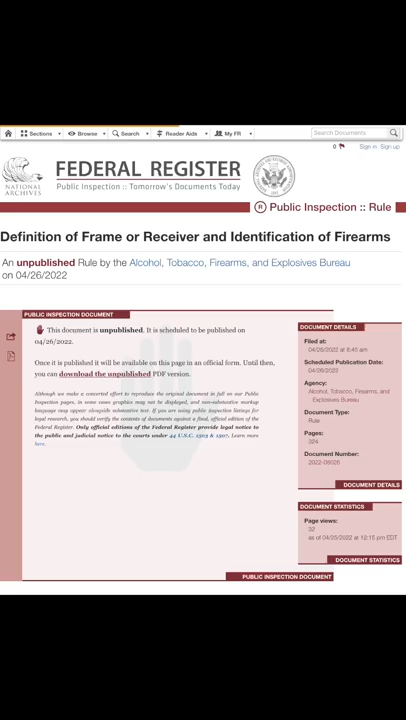 Sections ▾ Browse ▾ Search ▾ Reader Aids ▾ My FR ▾ Search Documents
0 Sign in Sign up
NATIONAL ARCHIVES
FEDERAL REGISTER
Public Inspection :: Tomorrow's Documents Today
R Public Inspection :: Rule
Definition of Frame or Receiver and Identification of Firearms
An unpublished Rule by the Alcohol, Tobacco, Firearms, and Explosives Bureau
on 04/26/2022
PUBLIC INSPECTION DOCUMENT
This document is unpublished. It is scheduled to be published on
04/26/2022.
Once it is published it will be available on this page in an official form. Until then,
you can download the unpublished PDF version.
Although we make a concerted effort to reproduce the original document in full on our Public
Inspection pages, in some cases graphics may not be displayed, and non-substantive markup
language may appear alongside substantive text. If you are using public inspection listings for
legal research, you should verify the contents of documents against a final, official edition of the
Federal Register. Only official editions of the Federal Register provide legal notice to
the public and judicial notice to the courts under 44 U.S.C. 1503 & 1507. Learn more
here.
PUBLIC INSPECTION DOCUMENT
DOCUMENT DETAILS
Filed at:
04/25/2022 at 8:45 am
Scheduled Publication Date:
04/26/2022
Agency:
Alcohol, Tobacco, Firearms, and
Explosives Bureau
Document Type:
Rule
Pages:
324
Document Number:
2022-08026
DOCUMENT DETAILS
DOCUMENT STATISTICS
Page views:
32
as of 04/25/2022 at 12:15 pm EDT
DOCUMENT STATISTICS